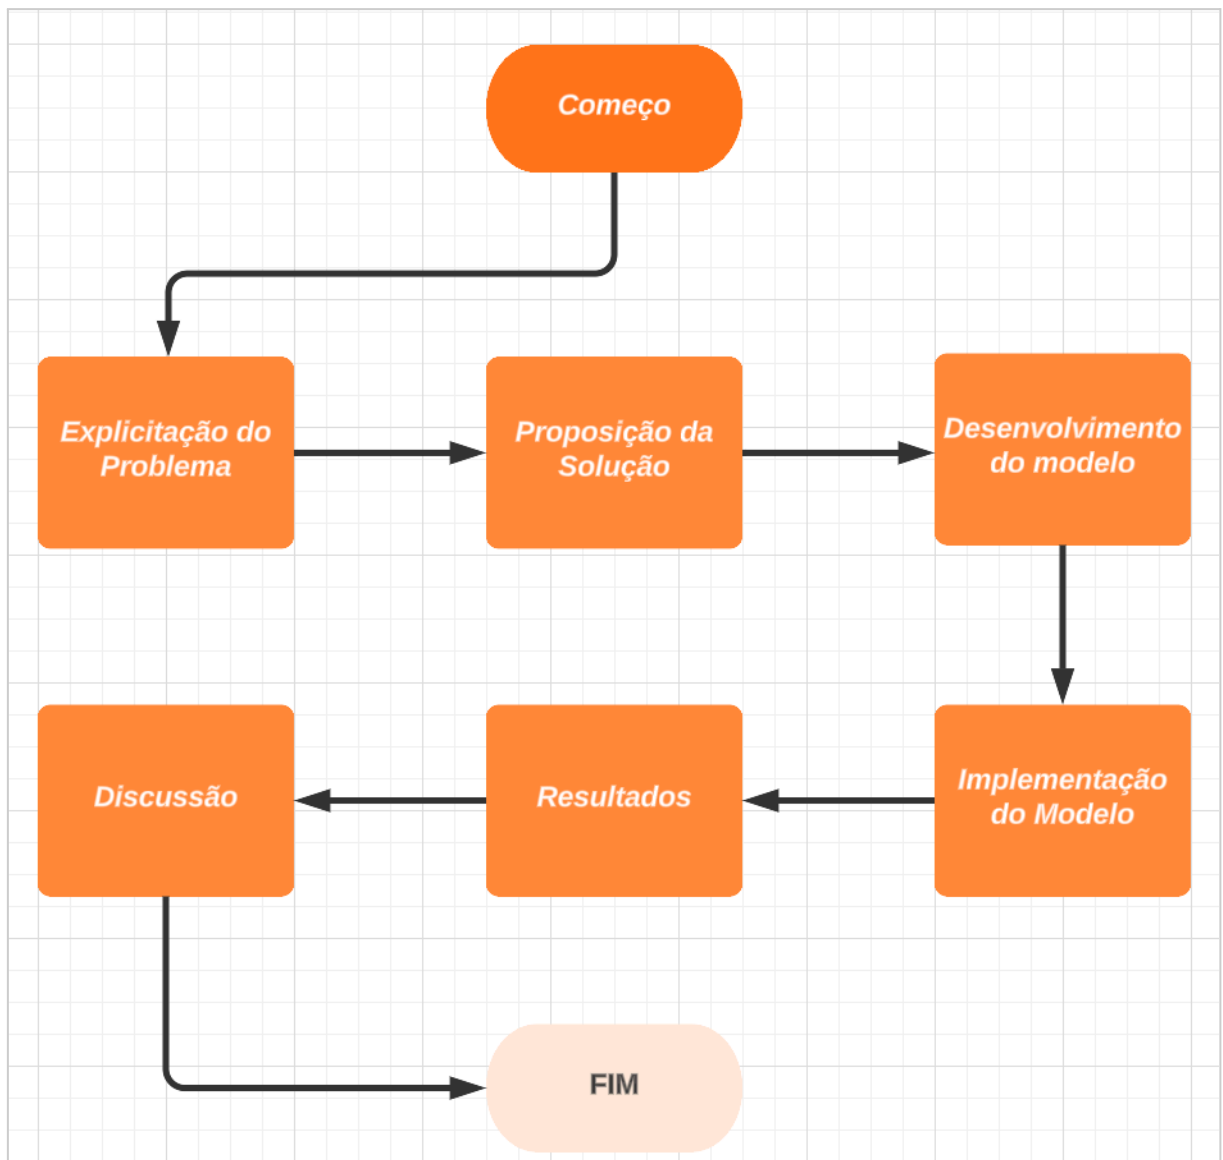 Começo
Explicitação do
Problema
Proposição da
Solução
Desenvolvimento
do modelo
Implementação
do Modelo
Resultados
Discussão
FIM